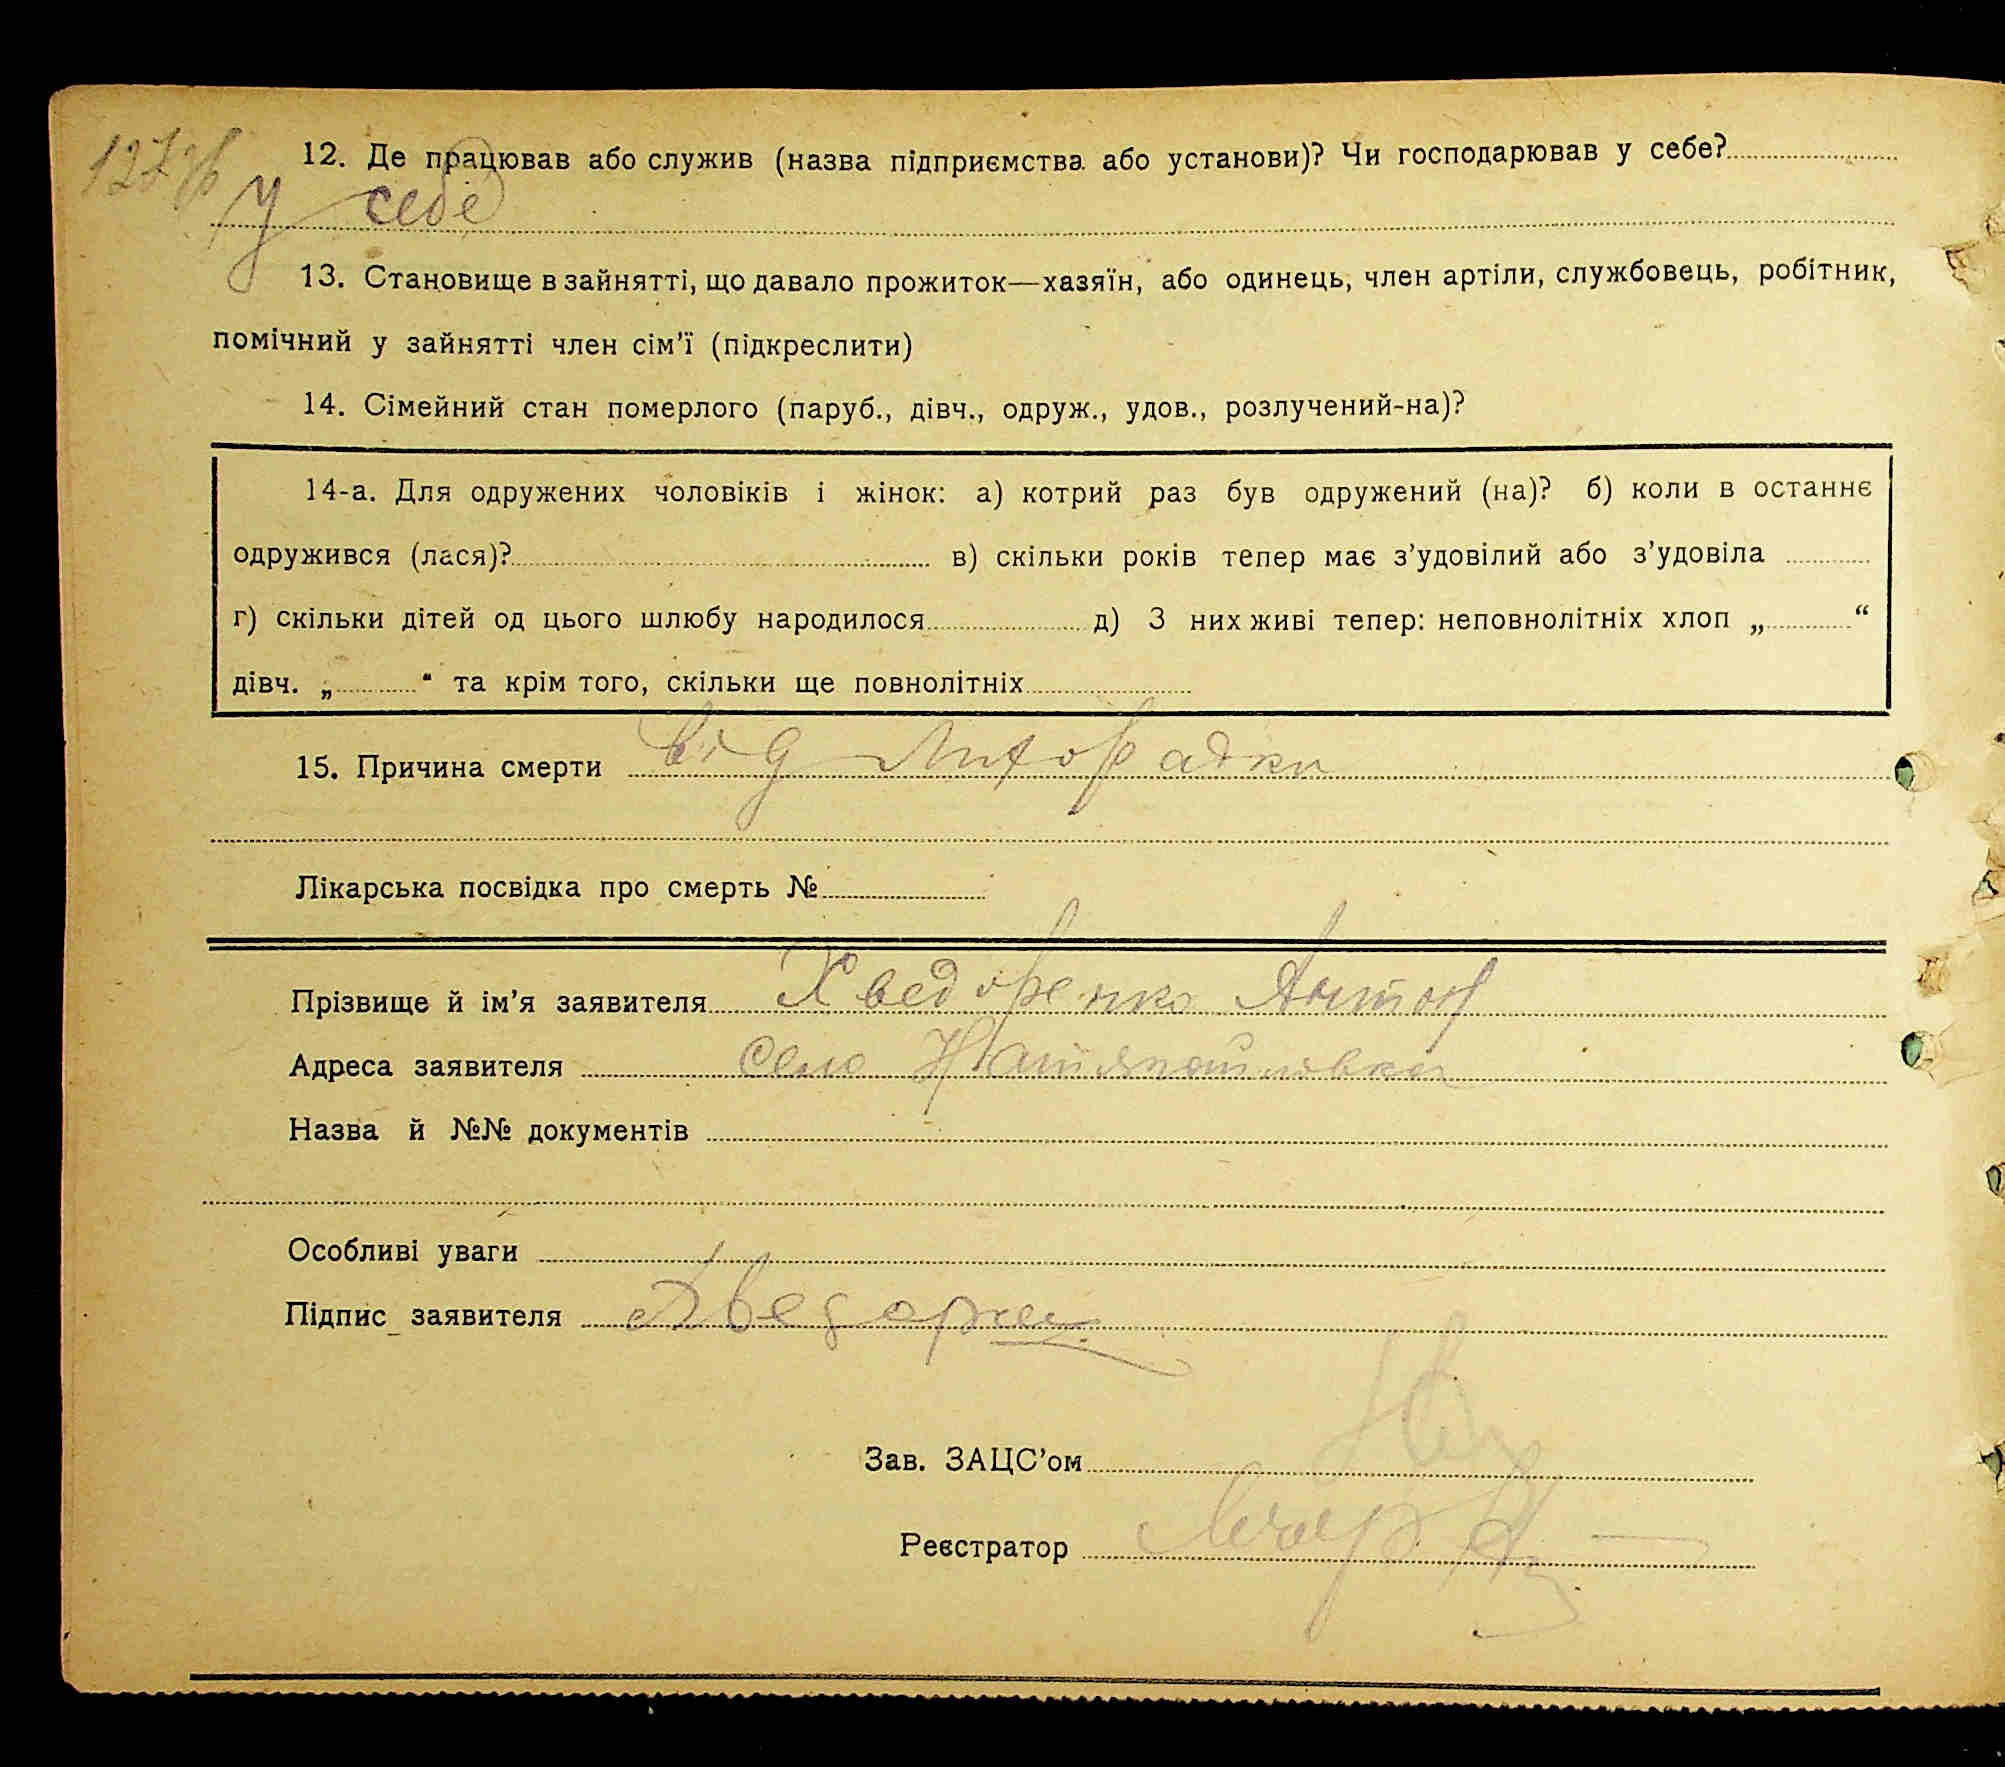 127зв
12. Де працював або служив (назва підприємства або установи)? Чи господарював у себе?
У себе
13. Становище в зайнятті, що давало прожиток—хазяїн, або одинець, член артіли, службовець, робітник,
помічний у зайнятті член сім’ї (підкреслити)
14. Сімейний стан померлого (паруб., дівч., одруж., удов., розлучений-на)?
14-а. Для одружених чоловіків і жінок: а) котрий раз був одружений (на)? б) коли в останнє
одружився (лася)? в) скільки років тепер має з’удовілий або з’удовіла
г) скільки дітей од цього шлюбу народилося д) З них живі тепер: неповнолітніх хлоп „ “
дівч. „ “ та крім того, скільки ще повнолітніх
15. Причина смерти від Лихорадки
Лікарська посвідка про смерть №
Прізвище й ім’я заявителя Хведоренко Антон
Адреса заявителя село
Назва й №№ документів
Особливі уваги
Підпис заявителя
Зав. ЗАЦС’ом
Реєстратор